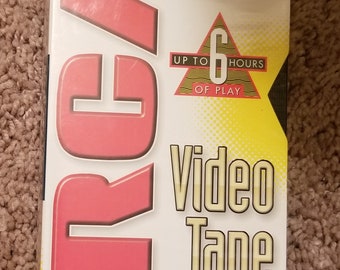 RCA
UP TO 6 HOURS
OF PLAY
Video
Tape